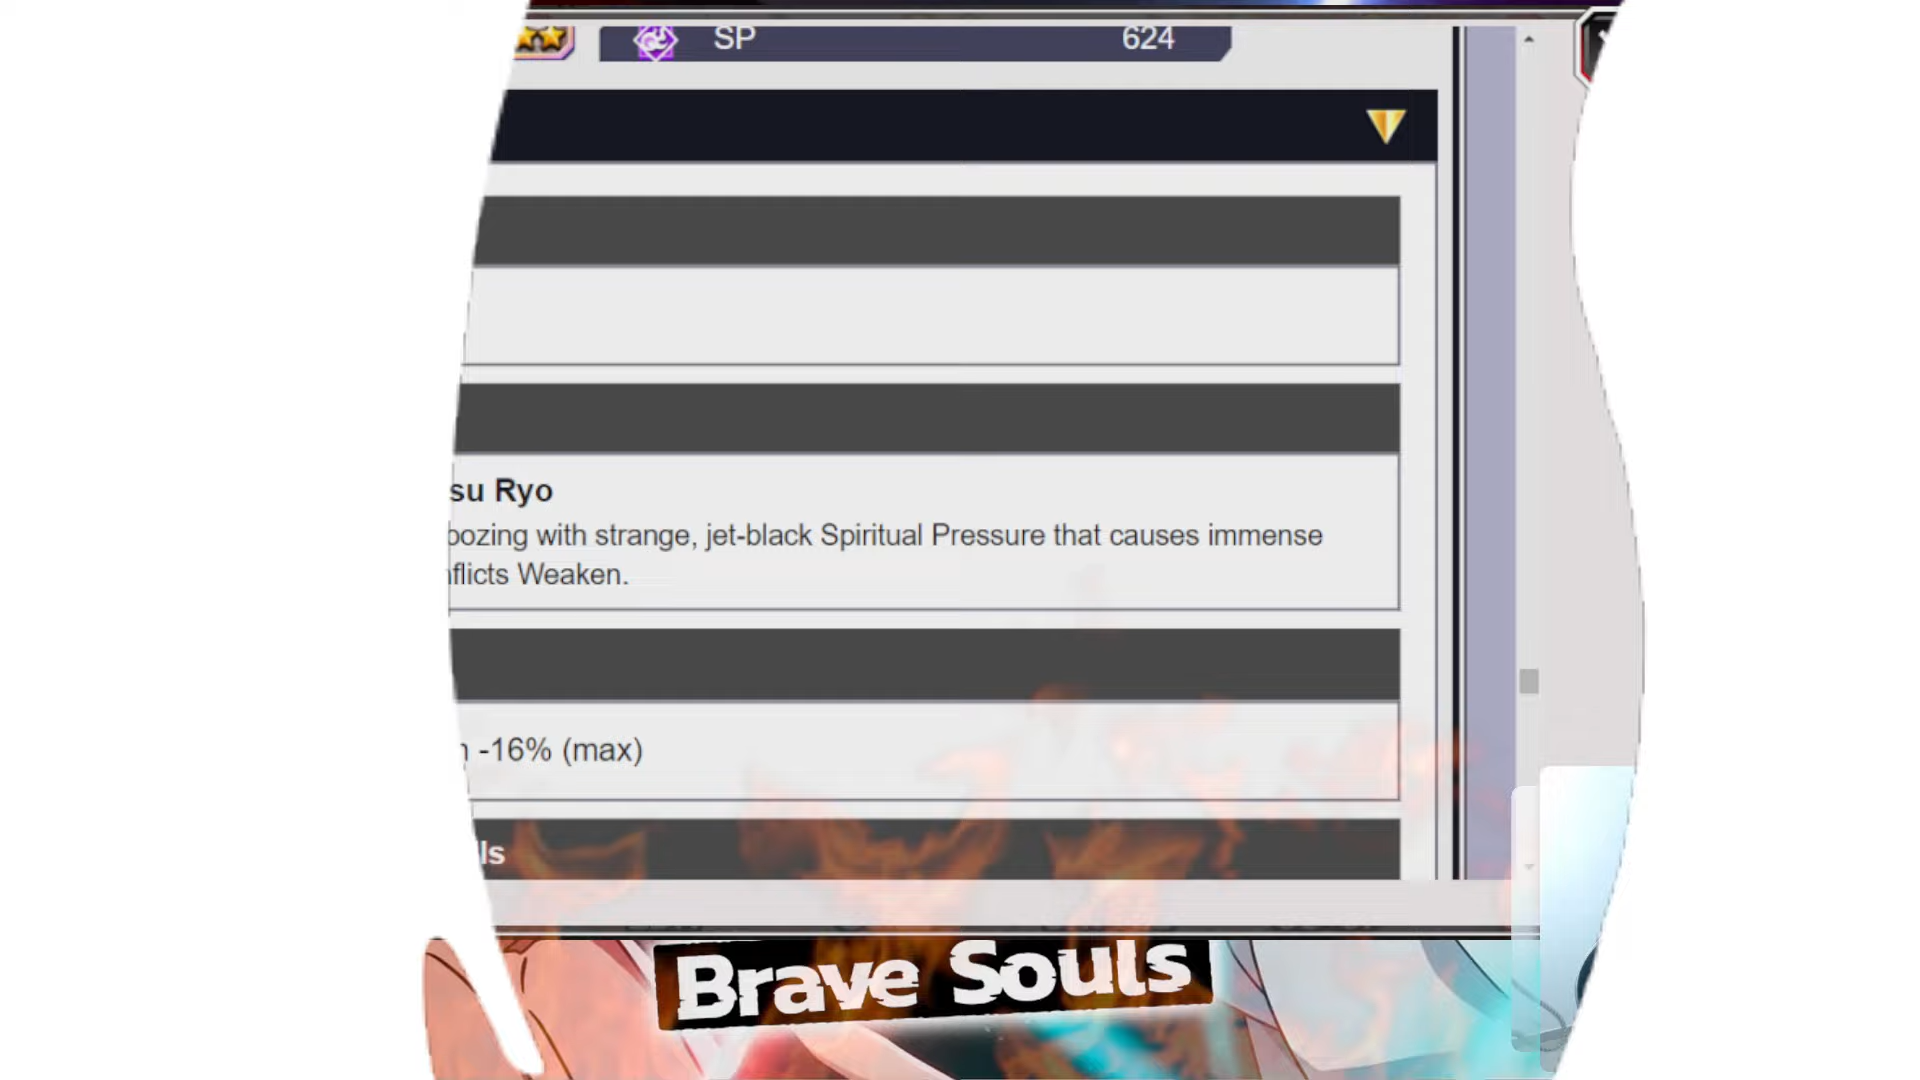 SP 624
su Ryo
oozing with strange, jet-black Spiritual Pressure that causes immense
nflicts Weaken.
-16% (max)
ls
Brave Souls